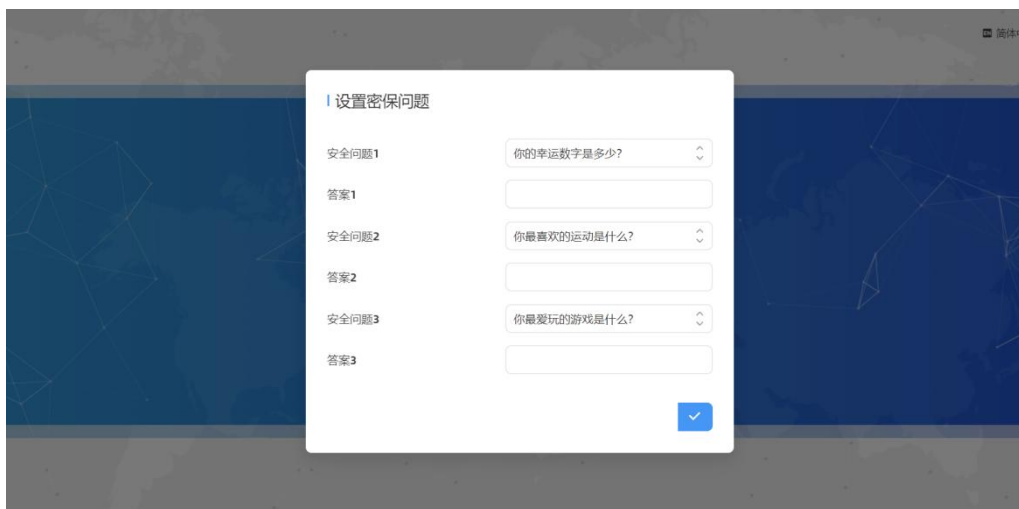 简体
设置密保问题
安全问题1
你的幸运数字是多少?
答案1
安全问题2
你最喜欢的运动是什么?
答案2
安全问题3
你最爱玩的游戏是什么?
答案3